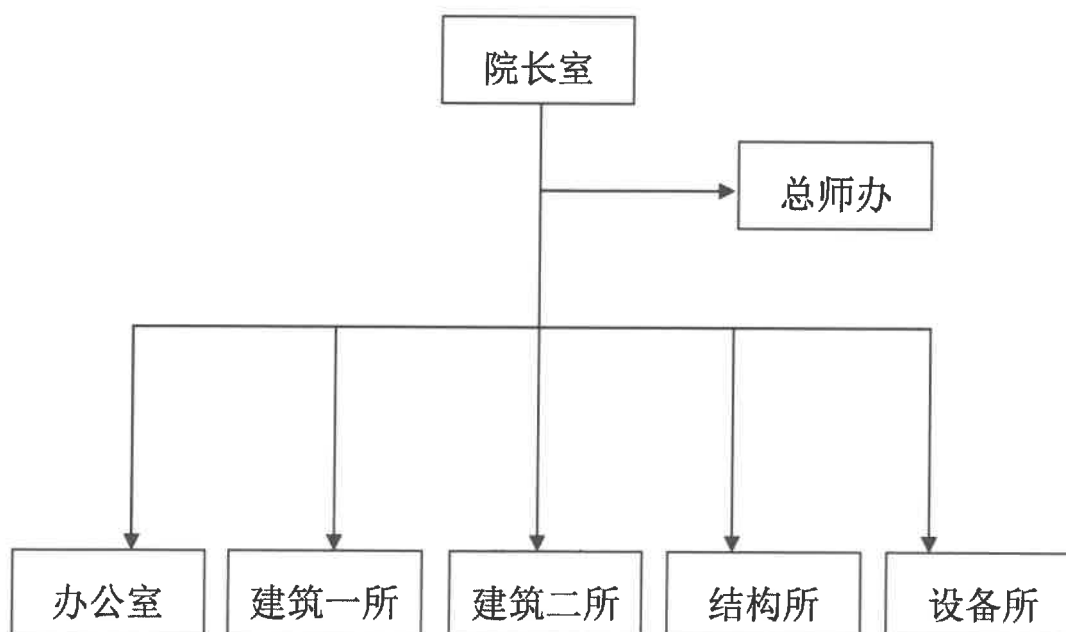 院长室
总师办
办公室
建筑一所
建筑二所
结构所
设备所